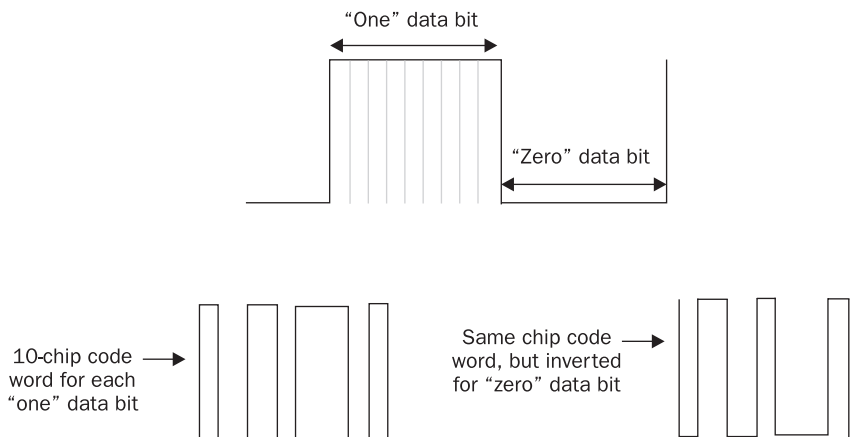 “One” data bit
“Zero” data bit
10-chip code
word for each
“one” data bit
Same chip code
word, but inverted
for “zero” data bit